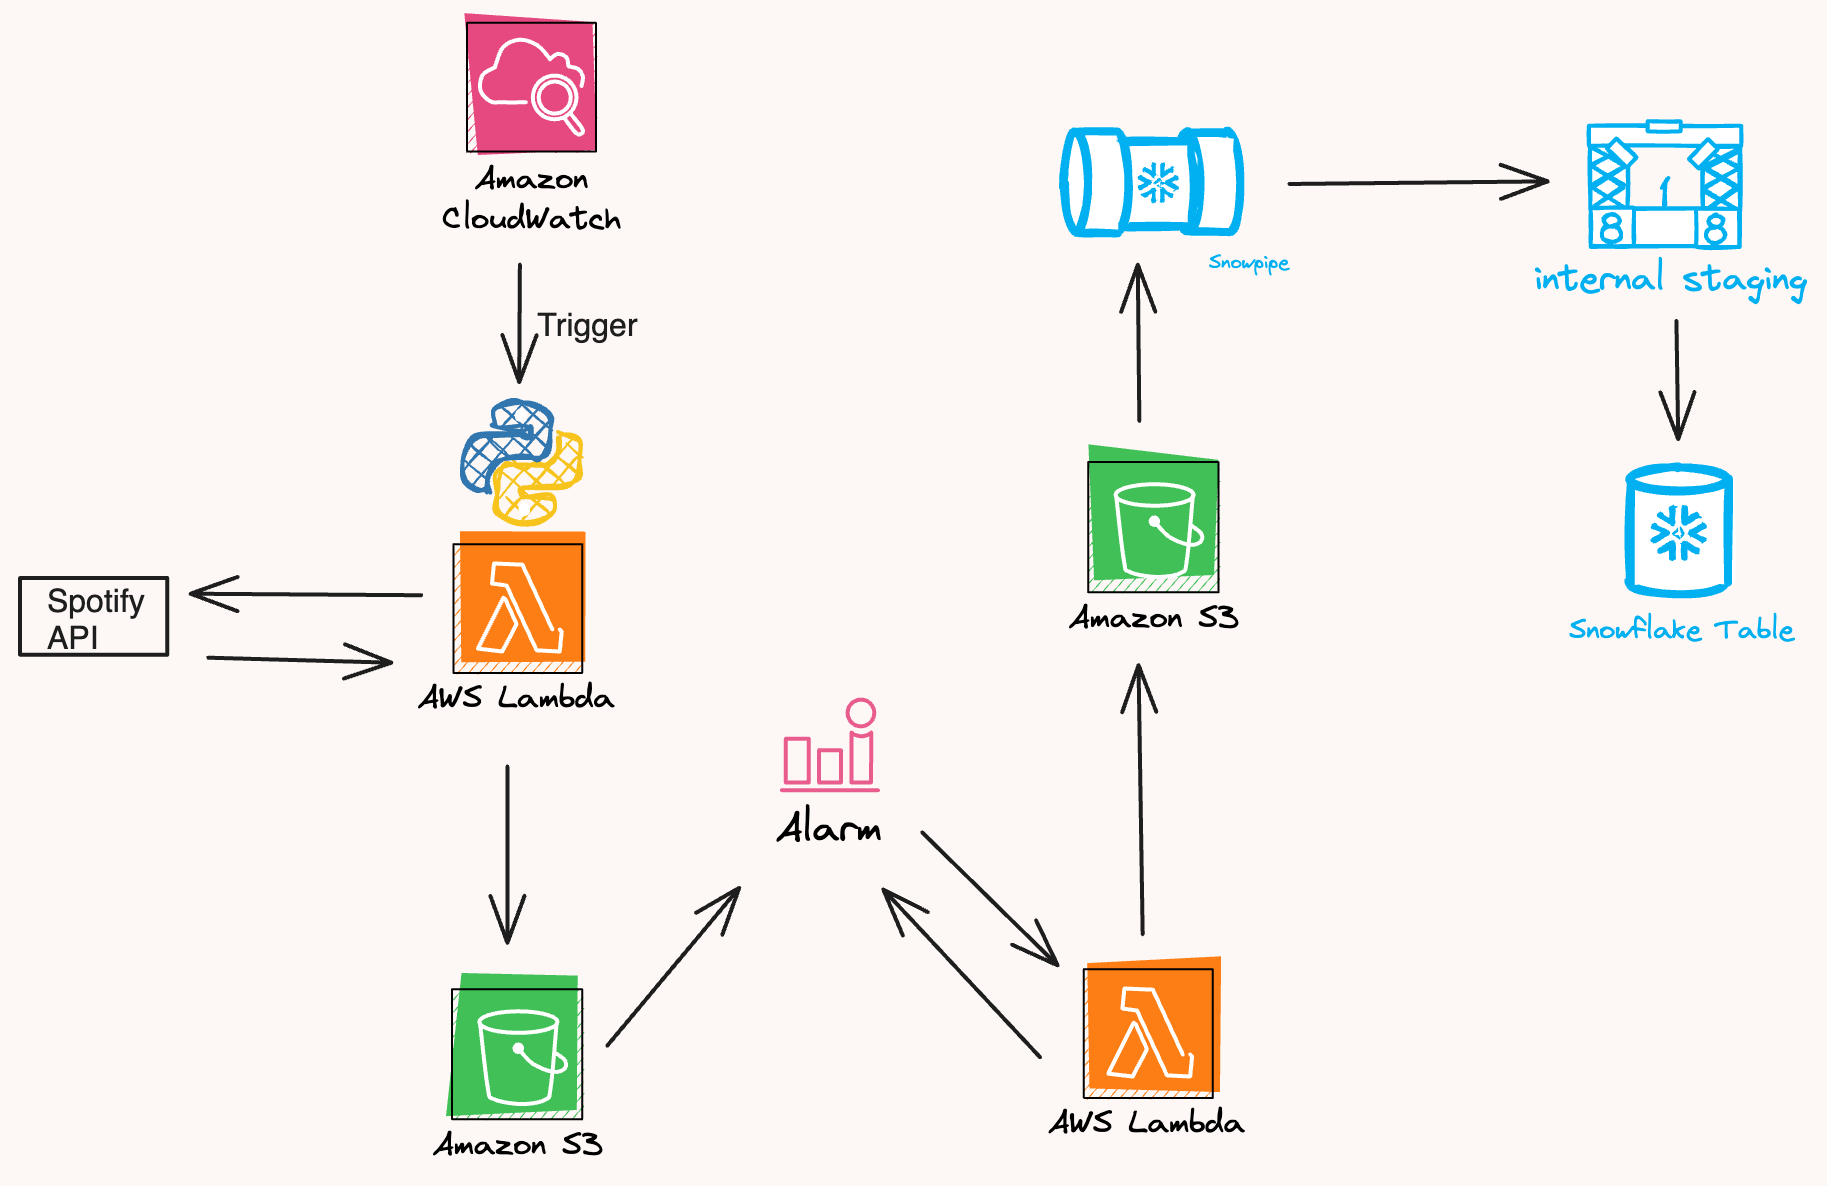 Amazon
CloudWatch
Trigger
Spotify
API
AWS Lambda
Amazon S3
Alarm
AWS Lambda
Amazon S3
Snowpipe
internal staging
Snowflake Table